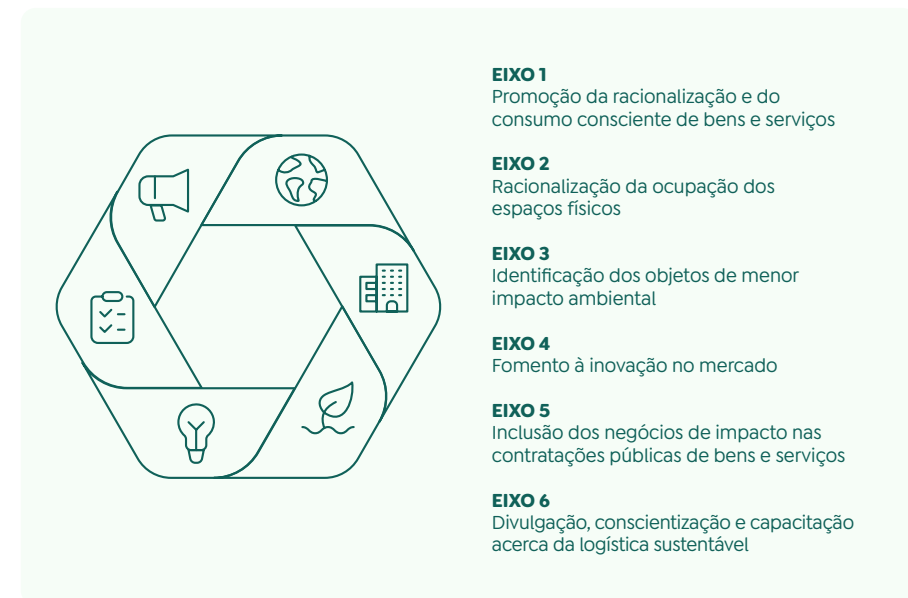 EIXO 1
Promoção da racionalização e do
consumo consciente de bens e serviços
EIXO 2
Racionalização da ocupação dos
espaços físicos
EIXO 3
Identificação dos objetos de menor
impacto ambiental
EIXO 4
Fomento à inovação no mercado
EIXO 5
Inclusão dos negócios de impacto nas
contratações públicas de bens e serviços
EIXO 6
Divulgação, conscientização e capacitação
acerca da logística sustentável